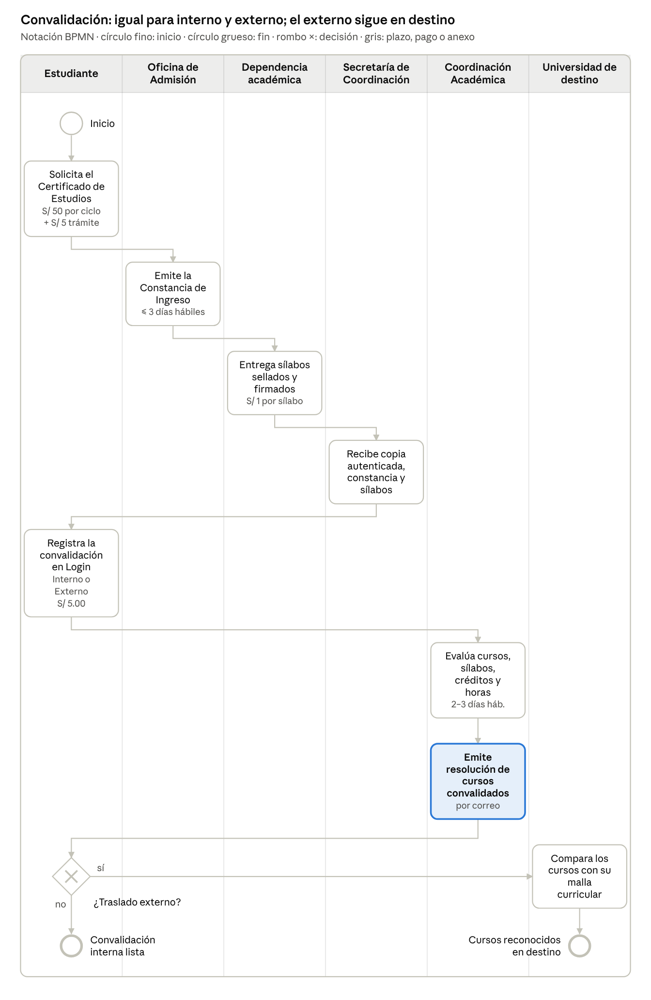 Convalidación: igual para interno y externo; el externo sigue en destino
Notación BPMN · círculo fino: inicio · círculo grueso: fin · rombo ×: decisión · gris: plazo, pago o anexo
Estudiante
Oficina de
Admisión
Dependencia
académica
Secretaría de
Coordinación
Coordinación
Académica
Universidad de
destino
Inicio
Solicita el
Certificado de
Estudios
S/ 50 por ciclo
+ S/ 5 trámite
Emite la
Constancia de
Ingreso
≤ 3 días hábiles
Entrega sílabos
sellados y
firmados
S/ 1 por sílabo
Recibe copia
autenticada,
constancia y
sílabos
Registra la
convalidación
en Login
Interno o
Externo
S/ 5.00
Evalúa cursos,
sílabos,
créditos y
horas
2–3 días háb.
Emite
resolución de
cursos
convalidados
por correo
sí
¿Traslado externo?
no
Compara los
cursos con su
malla
curricular
Convalidación
interna lista
Cursos reconocidos
en destino